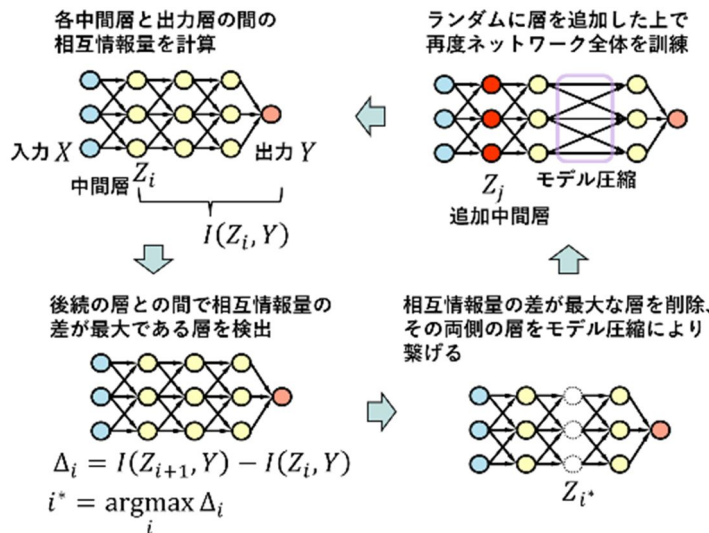 各中間層と出力層の間の
相互情報量を計算
入力 X
中間層 Z_i
出力 Y
I(Z_i, Y)
ランダムに層を追加した上で
再度ネットワーク全体を訓練
Z_j
モデル圧縮
追加中間層
後続の層との間で相互情報量の
差が最大である層を検出
Δ_i = I(Z_{i+1}, Y) − I(Z_i, Y)
i* = argmax Δ_i
i
相互情報量の差が最大な層を削除、
その両側の層をモデル圧縮により
繋げる
Z_{i*}